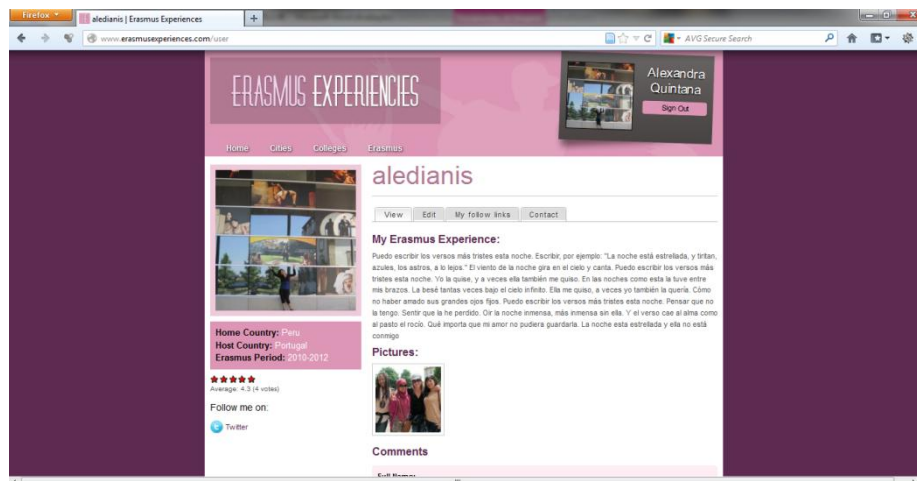 Firefox
aledianis | Erasmus Experiences
+
www.erasmusexperiences.com/user
AVG Secure Search
ERASMUS EXPERIENCIES
Alexandra
Quintana
Sign Out
Home Cities Colleges Erasmus
aledianis
View Edit My follow links Contact
My Erasmus Experience:
Puedo escribir los versos más tristes esta noche. Escribir, por ejemplo: "La noche está estrellada, y tiritan,
azules, los astros, a lo lejos." El viento de la noche gira en el cielo y canta. Puedo escribir los versos más
tristes esta noche. Yo la quise, y a veces ella también me quiso. En las noches como esta la tuve entre
mis brazos. La besé tantas veces bajo el cielo infinito. Ella me quiso, a veces yo también la quería. Cómo
no haber amado sus grandes ojos fijos. Puedo escribir los versos más tristes esta noche. Pensar que no
la tengo. Sentir que la he perdido. Oir la noche inmensa, más inmensa sin ella. Y el verso cae al alma como
al pasto el rocío. Qué importa que mi amor no pudiera guardarla. La noche esta estrellada y ella no está
conmigo
Home Country: Peru
Host Country: Portugal
Erasmus Period: 2010-2012
Average: 4.3 (4 votes)
Follow me on:
Twitter
Pictures:
Comments
Full Name: